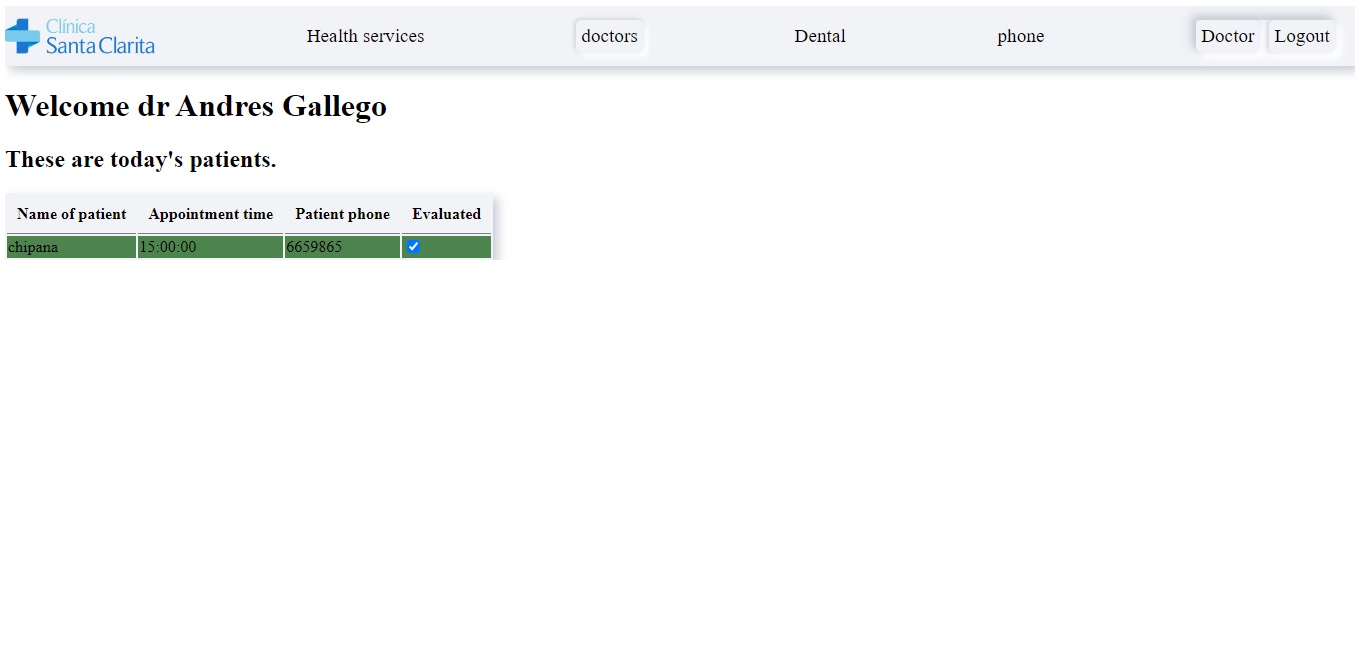 Clínica
Santa Clarita
Health services
doctors
Dental
phone
Doctor
Logout
Welcome dr Andres Gallego
These are today's patients.
Name of patient Appointment time Patient phone Evaluated
chipana 15:00:00 6659865